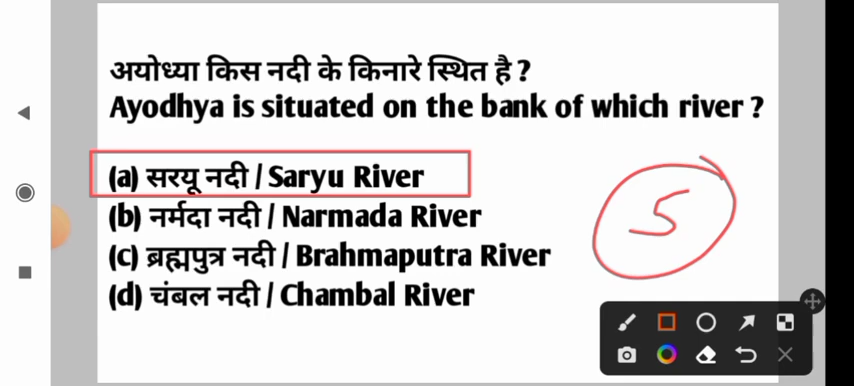 अयोध्या किस नदी के किनारे स्थित है ?
Ayodhya is situated on the bank of which river ?
(a) सरयू नदी / Saryu River
(b) नर्मदा नदी / Narmada River
(c) ब्रह्मपुत्र नदी / Brahmaputra River
(d) चंबल नदी / Chambal River
5